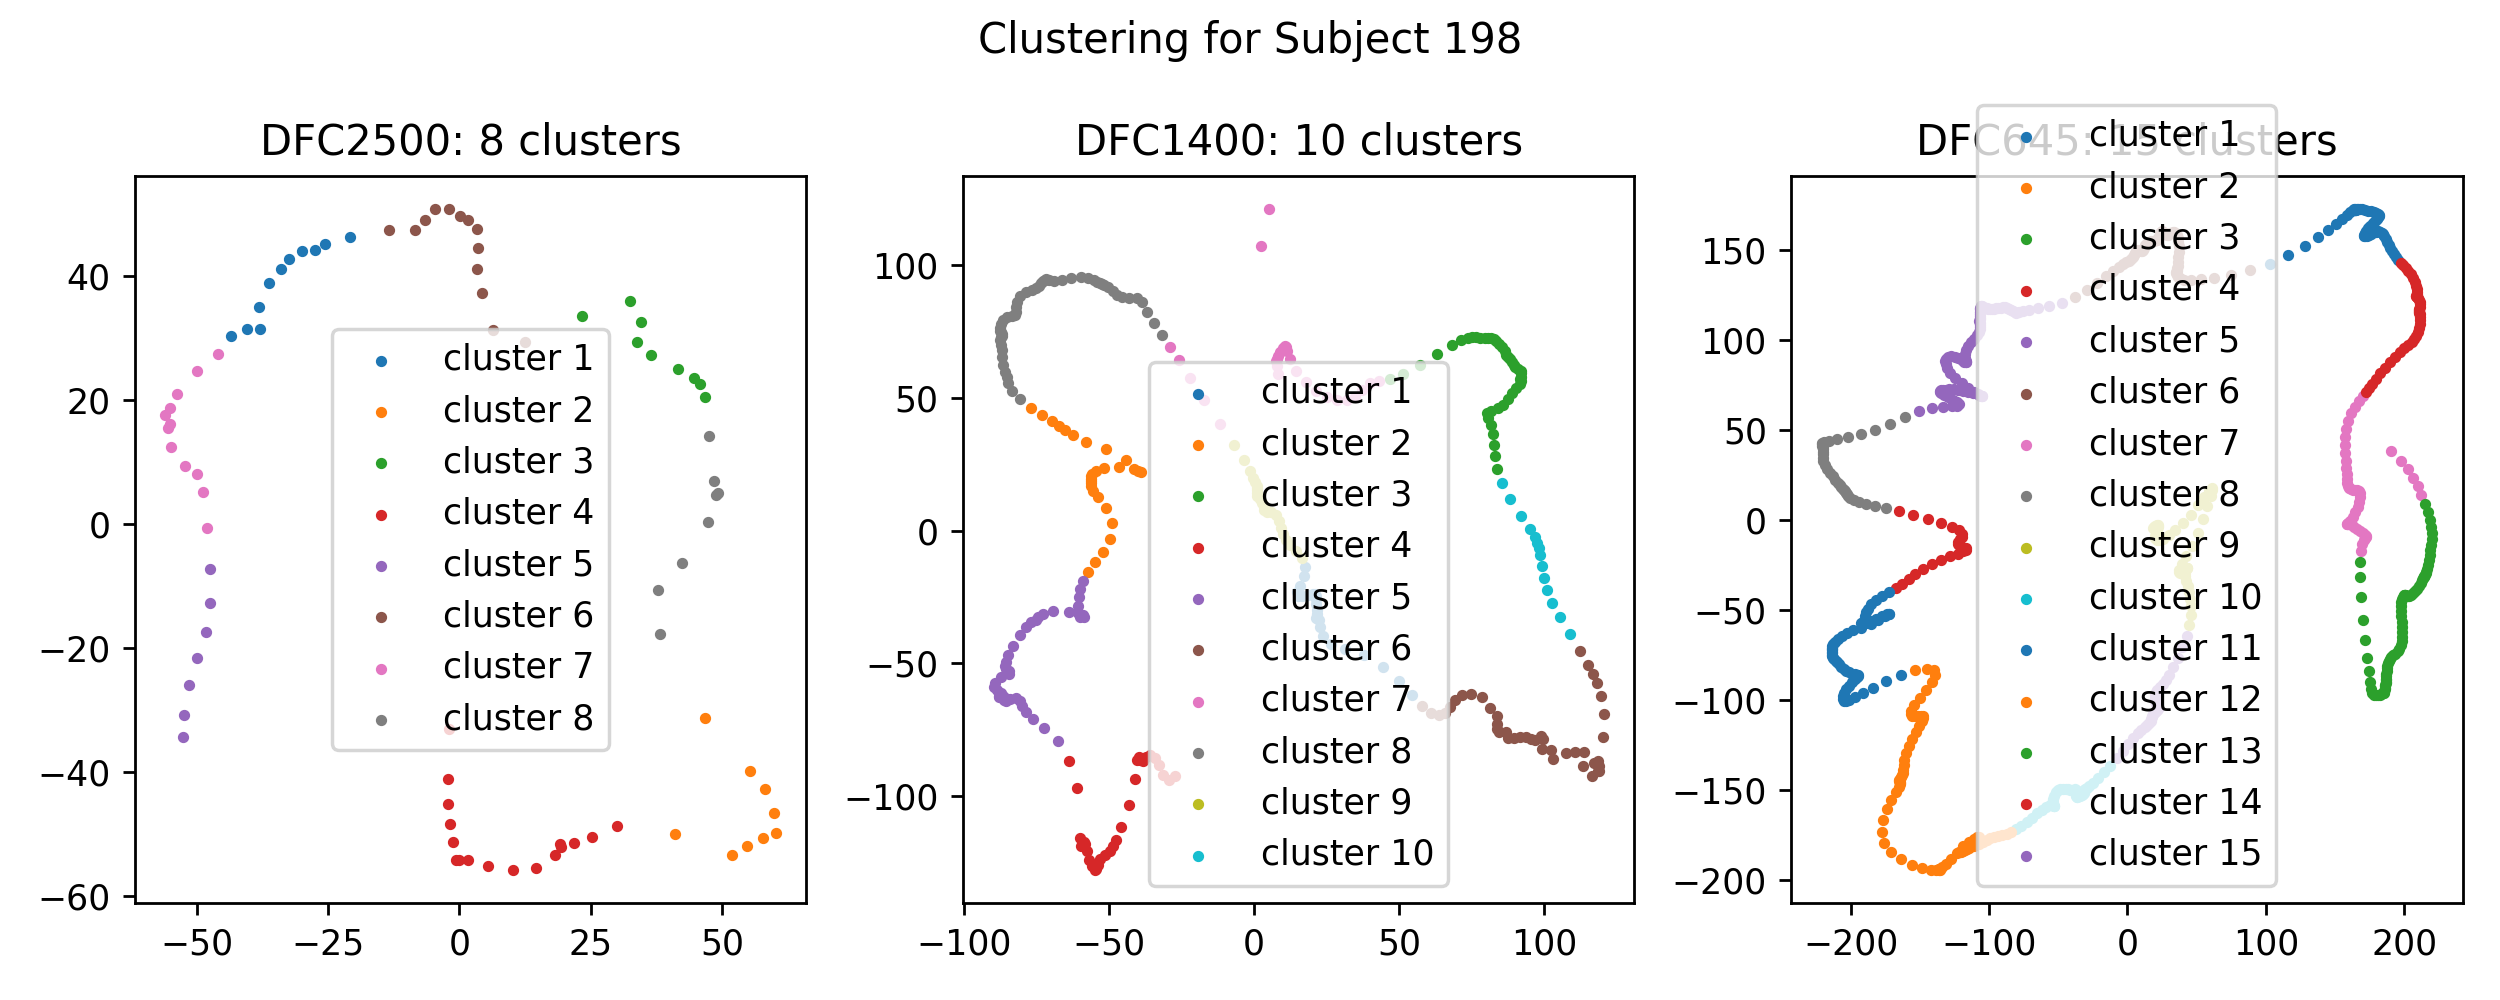 Clustering for Subject 198
DFC2500: 8 clusters
40
20
0
−20
−40
−60
−50
−25
0
25
50
cluster 1
cluster 2
cluster 3
cluster 4
cluster 5
cluster 6
cluster 7
cluster 8
DFC1400: 10 clusters
100
50
0
−50
−100
−100
−50
0
50
100
cluster 1
cluster 2
cluster 3
cluster 4
cluster 5
cluster 6
cluster 7
cluster 8
cluster 9
cluster 10
DFC645: 15 clusters
150
100
50
0
−50
−100
−150
−200
−200
−100
0
100
200
cluster 1
cluster 2
cluster 3
cluster 4
cluster 5
cluster 6
cluster 7
cluster 8
cluster 9
cluster 10
cluster 11
cluster 12
cluster 13
cluster 14
cluster 15